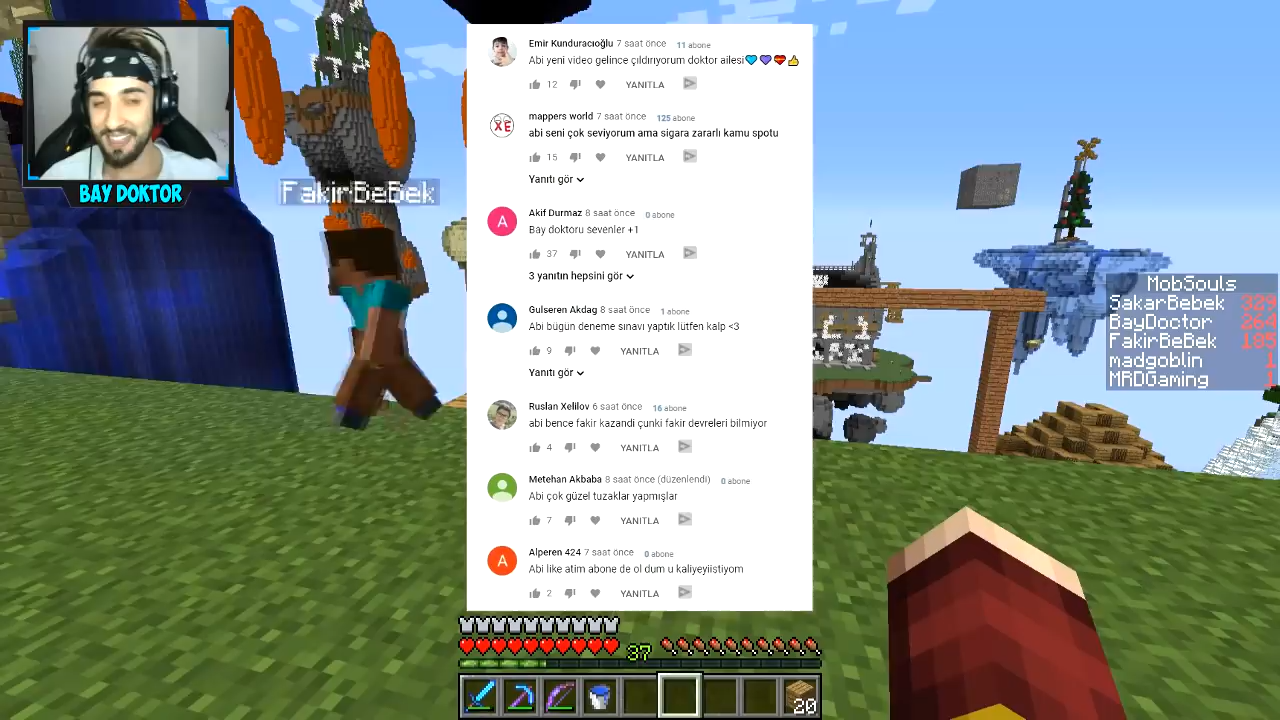 BAY DOKTOR
FakirBeBek
Emir Kunduracıoğlu 7 saat önce 11 abone
Abi yeni video gelince çıldırıyorum doktor ailesi💙💜💝👍
12 YANITLA
mappers world 7 saat önce 125 abone
abi seni çok seviyorum ama sigara zararlı kamu spotu
15 YANITLA
Yanıtı gör
A
Akif Durmaz 8 saat önce 0 abone
Bay doktoru sevenler +1
37 YANITLA
3 yanıtın hepsini gör
Gulseren Akdag 8 saat önce 1 abone
Abi bügün deneme sınavı yaptık lütfen kalp <3
9 YANITLA
Yanıtı gör
Ruslan Xelilov 6 saat önce 16 abone
abi bence fakir kazandi çunki fakir devreleri bilmiyor
4 YANITLA
Metehan Akbaba 8 saat önce (düzenlendi) 0 abone
Abi çok güzel tuzaklar yapmışlar
7 YANITLA
A
Alperen 424 7 saat önce 0 abone
Abi like atim abone de ol dum u kaliyeyiistiyom
2 YANITLA
MobSouls
SakarBebek 329
BayDoctor 264
FakirBeBek 185
madgoblin 1
MRDGaming 1
37
20